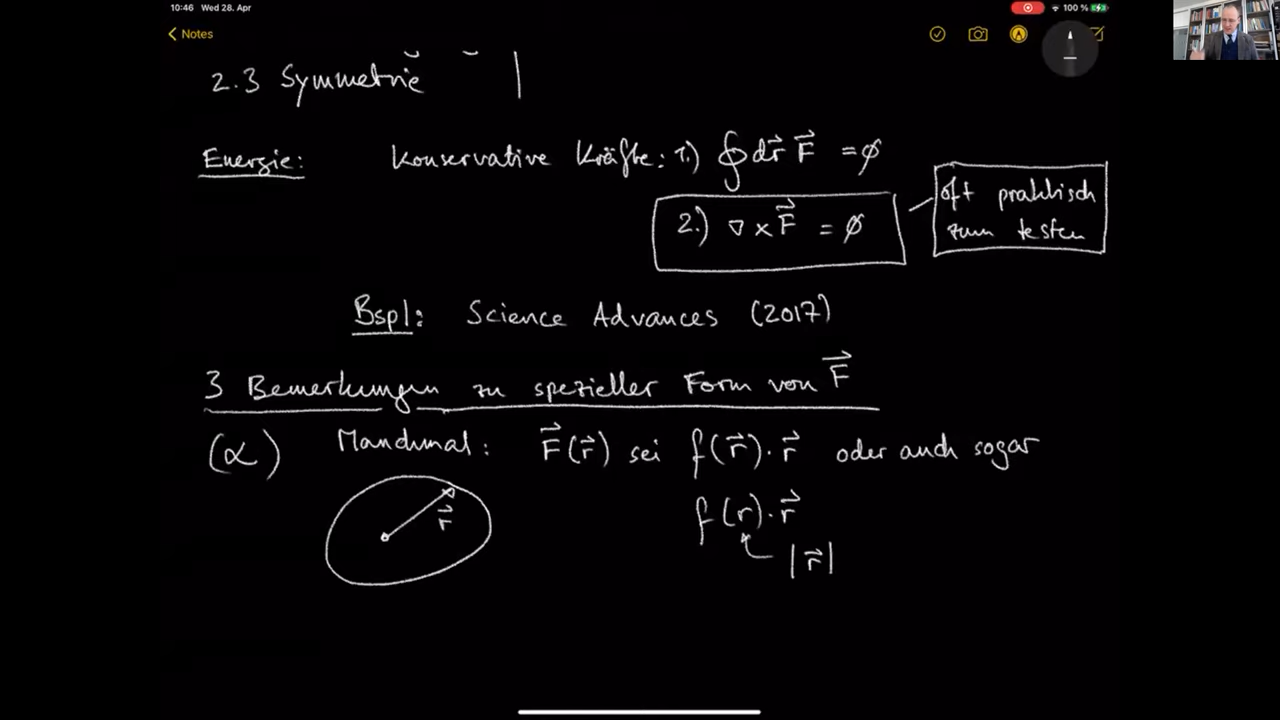 10:46 Wed 28. Apr
100 %
Notes
2.3 Symmetrie
Energie: Konservative Kräfte: 1.) ∮ dr⃗ F⃗ = ∅
2.) ∇ × F⃗ = ∅
oft praktisch
zum testen
Bspl: Science Advances (2017)
3 Bemerkungen zu spezieller Form von F⃗
(α) Manchmal: F⃗(r⃗) sei f(r⃗)·r⃗ oder auch sogar
r⃗
f(r)·r⃗
|r⃗|